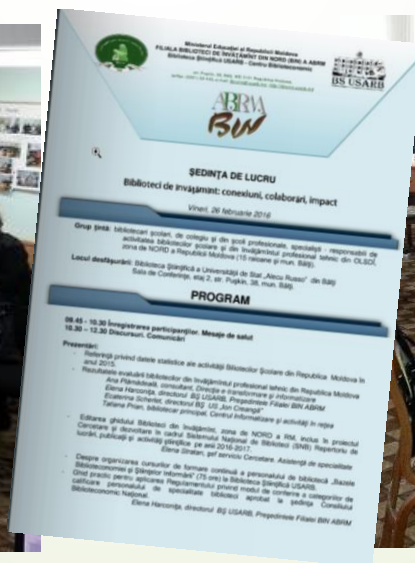 Ministerul Educației al Republicii Moldova
FILIALA BIBLIOTECI DE ÎNVĂȚĂMÎNT DIN NORD (BIN) A ABRM
Biblioteca Științifică USARB - Centru Biblioteconomic
BS USARB
ABRM
BIN
ȘEDINȚA DE LUCRU
Biblioteci de învățămînt: conexiuni, colaborări, impact
Vineri, 26 februarie 2016
Grup țintă: bibliotecari școlari, de colegiu și din școli profesionale, specialiști - responsabili de
activitatea bibliotecilor școlare și din învățămîntul profesional tehnic din OLSDÎ,
zona de NORD a Republicii Moldova (15 raioane și mun. Bălți).
Locul desfășurării: Biblioteca Științifică a Universității de Stat „Alecu Russo” din Bălți
Sala de Conferințe, etaj 2, str. Pușkin, 38, mun. Bălți.
PROGRAM
09.45 - 10.30 Înregistrarea participanților. Mesaje de salut
10.30 – 12.30 Discursuri. Comunicări
Prezentări:
- Referință privind datele statistice ale activității Bibliotecilor Școlare din Republica Moldova în
anul 2015.
- Rezultatele evaluării bibliotecilor din învățămîntul profesional tehnic din Republica Moldova
Ana Plămădeală, consultant, Direcția e-transformare și informatizare
Elena Harconița, directorul BȘ USARB, Președintele Filialei BIN ABRM
Ecaterina Scherlet, directorul BȘ US „Ion Creangă”
Tatiana Prian, bibliotecar principal, Centrul Informatizare și activități în rețea
- Editarea ghidului Biblioteci din învățămînt, zona de NORD a RM, inclus în proiectul
Cercetare și dezvoltare în cadrul Sistemului Național de Biblioteci (SNB) Repertoriu de
lucrări, publicații și activități științifice pe anii 2016-2017.
Elena Stratan, șef serviciu Cercetare. Asistență de specialitate
- Despre organizarea cursurilor de formare continuă a personalului de bibliotecă „Bazele
Biblioteconomiei și Științelor Informării” (75 ore) la Biblioteca Științifică USARB.
- Ghid practic pentru aplicarea Regulamentului privind modul de conferire a categoriilor de
calificare personalului de specialitate biblioteci aprobat la ședința Consiliului
Biblioteconomic Național.
Elena Harconița, directorul BȘ USARB, Președintele Filialei BIN ABRM